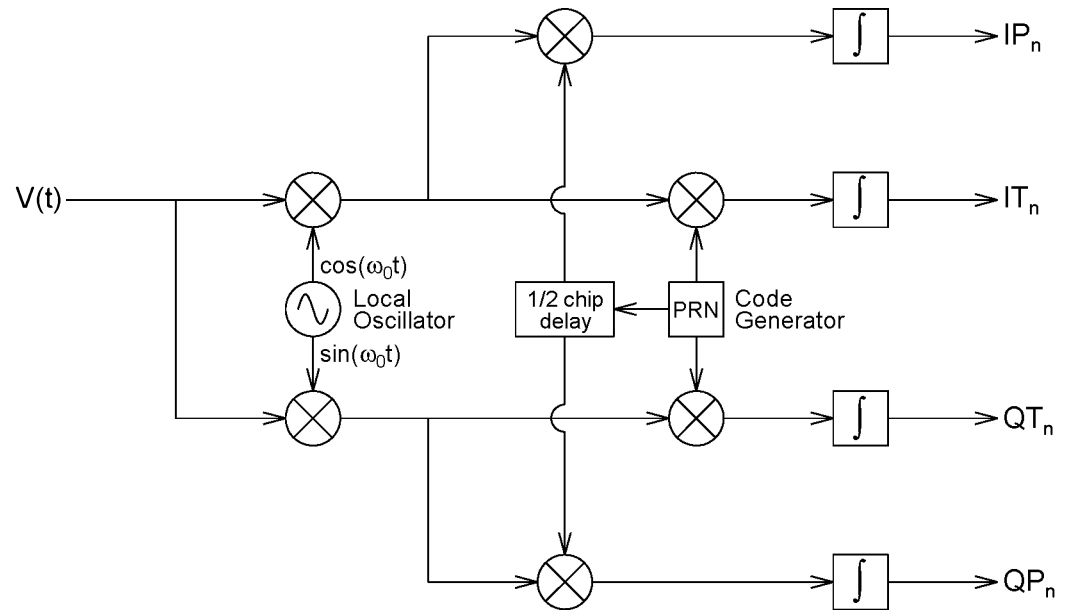 IPₙ
V(t)
ITₙ
cos(ω₀t)
Local
Oscillator
sin(ω₀t)
1/2 chip
delay
PRN
Code
Generator
QTₙ
QPₙ
∫
∫
∫
∫